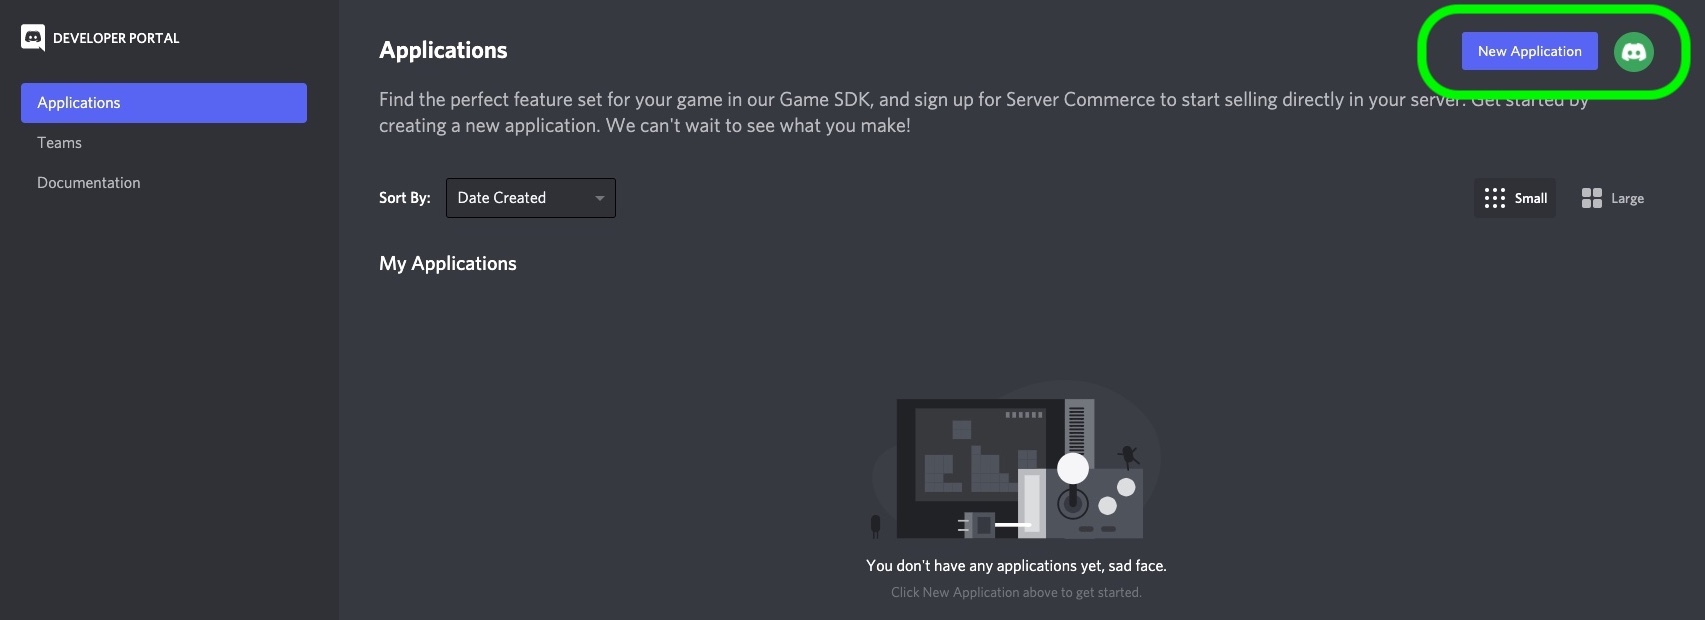 DEVELOPER PORTAL
Applications
Teams
Documentation
Applications
New Application
Find the perfect feature set for your game in our Game SDK, and sign up for Server Commerce to start selling directly in your server. Get started by
creating a new application. We can't wait to see what you make!
Sort By: Date Created
Small Large
My Applications
You don't have any applications yet, sad face.
Click New Application above to get started.